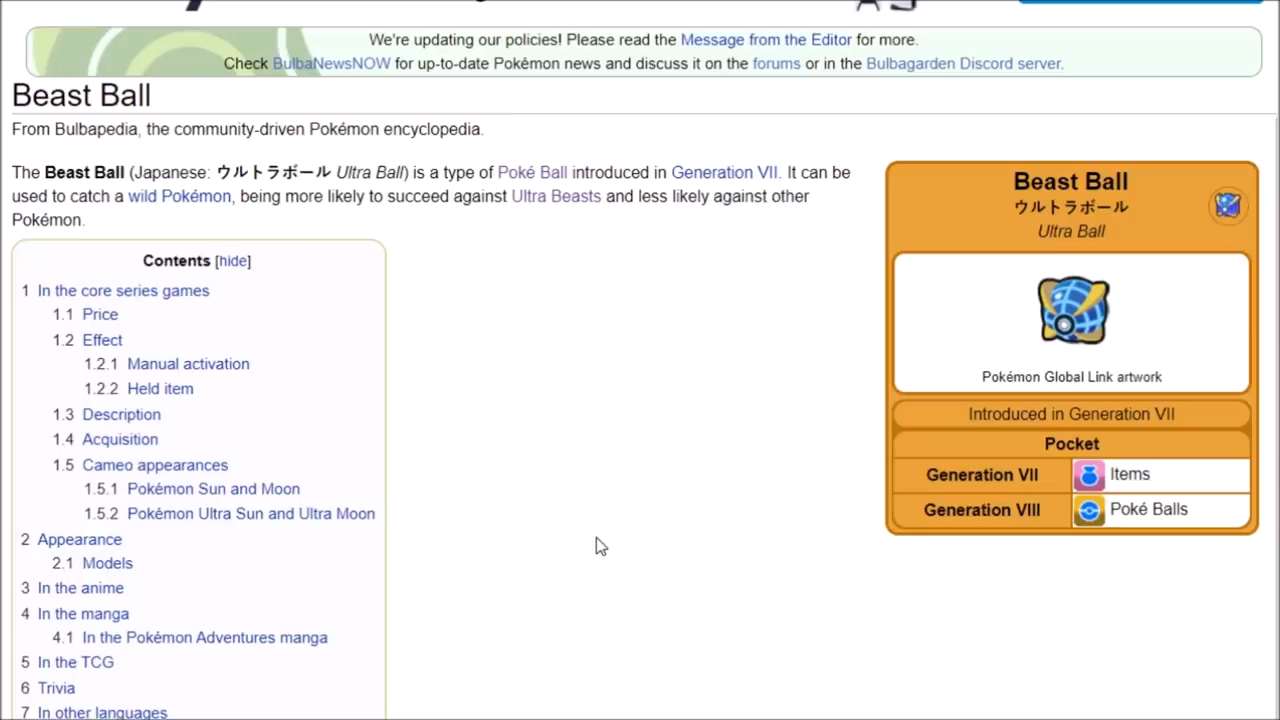 We're updating our policies! Please read the Message from the Editor for more.
Check BulbaNewsNOW for up-to-date Pokémon news and discuss it on the forums or in the Bulbagarden Discord server.
Beast Ball
From Bulbapedia, the community-driven Pokémon encyclopedia.
The Beast Ball (Japanese: ウルトラボール Ultra Ball) is a type of Poké Ball introduced in Generation VII. It can be
used to catch a wild Pokémon, being more likely to succeed against Ultra Beasts and less likely against other
Pokémon.
Contents [hide]
1 In the core series games
1.1 Price
1.2 Effect
1.2.1 Manual activation
1.2.2 Held item
1.3 Description
1.4 Acquisition
1.5 Cameo appearances
1.5.1 Pokémon Sun and Moon
1.5.2 Pokémon Ultra Sun and Ultra Moon
2 Appearance
2.1 Models
3 In the anime
4 In the manga
4.1 In the Pokémon Adventures manga
5 In the TCG
6 Trivia
7 In other languages
Beast Ball
ウルトラボール
Ultra Ball
Pokémon Global Link artwork
Introduced in Generation VII
Pocket
Generation VII Items
Generation VIII Poké Balls